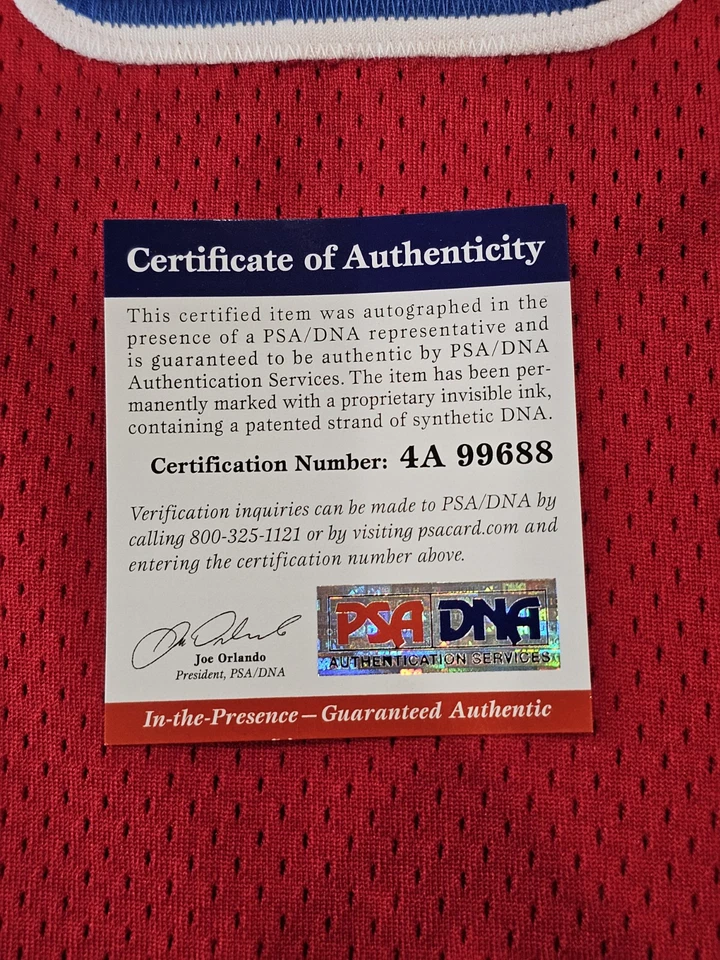 Certificate of Authenticity
This certified item was autographed in the
presence of a PSA/DNA representative and
is guaranteed to be authentic by PSA/DNA
Authentication Services. The item has been per-
manently marked with a proprietary invisible ink,
containing a patented strand of synthetic DNA.
Certification Number: 4A 99688
Verification inquiries can be made to PSA/DNA by
calling 800-325-1121 or by visiting psacard.com and
entering the certification number above.
Joe Orlando
President, PSA/DNA
PSA DNA
AUTHENTICATION SERVICES
In-the-Presence – Guaranteed Authentic